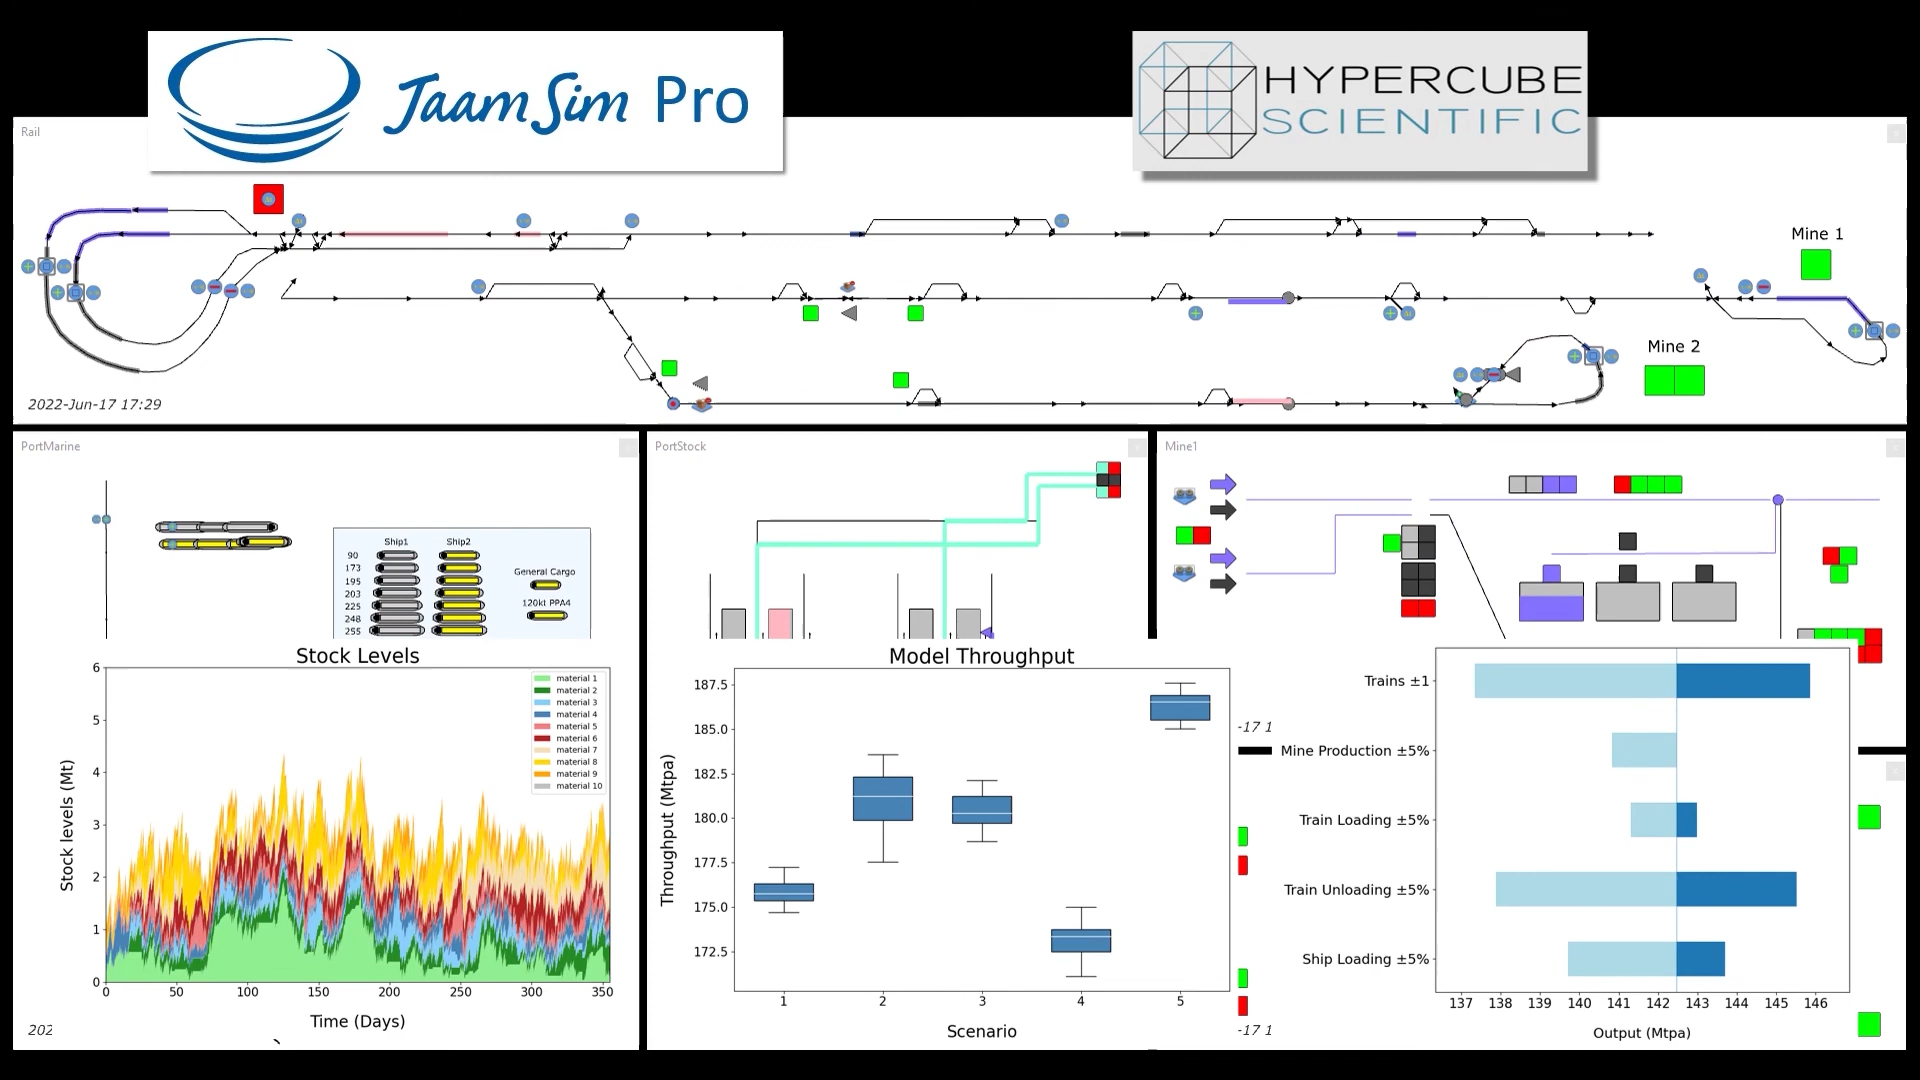 JaamSim Pro
HYPERCUBE
SCIENTIFIC
Rail
Mine 1
Mine 2
2022-Jun-17 17:29
PortMarine
Ship1 Ship2
90
173
195
203
225
248
255
General Cargo
120kt PPA4
PortStock
Mine1
Stock Levels
6
5
4
3
2
1
0
Stock levels (Mt)
material 1
material 2
material 3
material 4
material 5
material 6
material 7
material 8
material 9
material 10
0 50 100 150 200 250 300 350
Time (Days)
202
Model Throughput
187.5
185.0
182.5
180.0
177.5
175.0
172.5
Throughput (Mtpa)
1 2 3 4 5
Scenario
-17 1
-17 1
Trains ±1
Mine Production ±5%
Train Loading ±5%
Train Unloading ±5%
Ship Loading ±5%
137 138 139 140 141 142 143 144 145 146
Output (Mtpa)